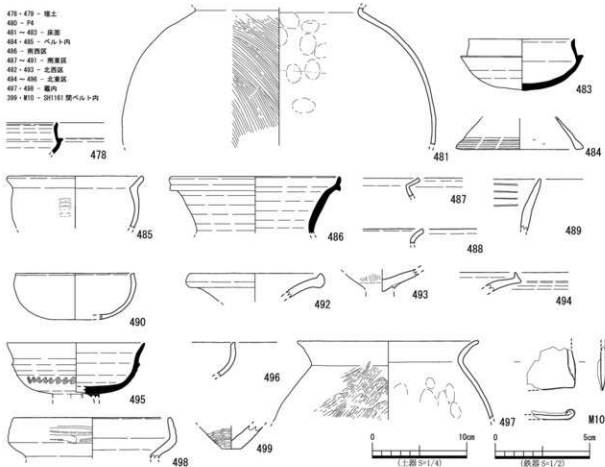 478・479 - 埋土
480 - P4
481 ~ 483 - 床面
484・485 - ベルト内
486 - 南西区
487 ~ 491 - 南東区
492・493 - 北西区
494 ~ 496 - 北東区
497・498 - 竈内
399・M10 - SH1161 間ベルト内
478
481
483
484
485
486
487
488
489
490
492
493
494
495
496
497
498
499
M10
0 10cm
(土器 S=1/4)
0 5cm
(鉄器 S=1/2)